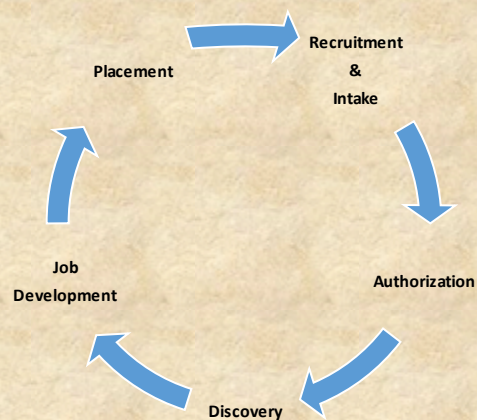 Recruitment
&
Intake
Authorization
Discovery
Job
Development
Placement